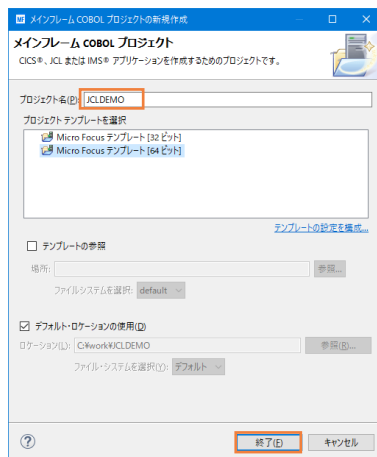 メインフレーム COBOL プロジェクトの新規作成
メインフレーム COBOL プロジェクト
CICS®、JCL または IMS® アプリケーションを作成するためのプロジェクトです。
プロジェクト名(P): JCLDEMO
プロジェクト テンプレートを選択
Micro Focus テンプレート [32 ビット]
Micro Focus テンプレート [64 ビット]
テンプレートの設定を構成...
テンプレートの参照
場所:
参照...
ファイルシステムを選択: default
デフォルト・ロケーションの使用(D)
ロケーション(L): C:¥work¥JCLDEMO
参照(R)...
ファイル・システムを選択(Y): デフォルト
?
終了(F)
キャンセル